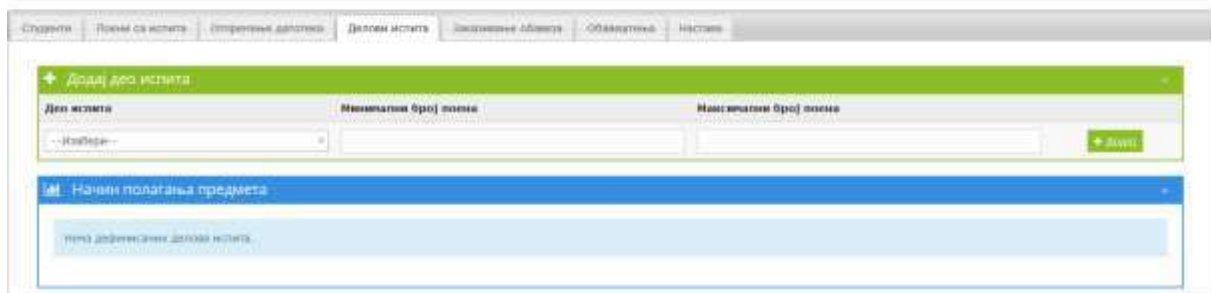 Студенти Поени са испита Отпремање датотека Делови испита Заказивање обавеза Обавештења Настава
Додај део испита
Део испита Минимални број поена Максимални број поена
--Изабери-- Додај
Начин полагања предмета
Нема дефинисаних делова испита.